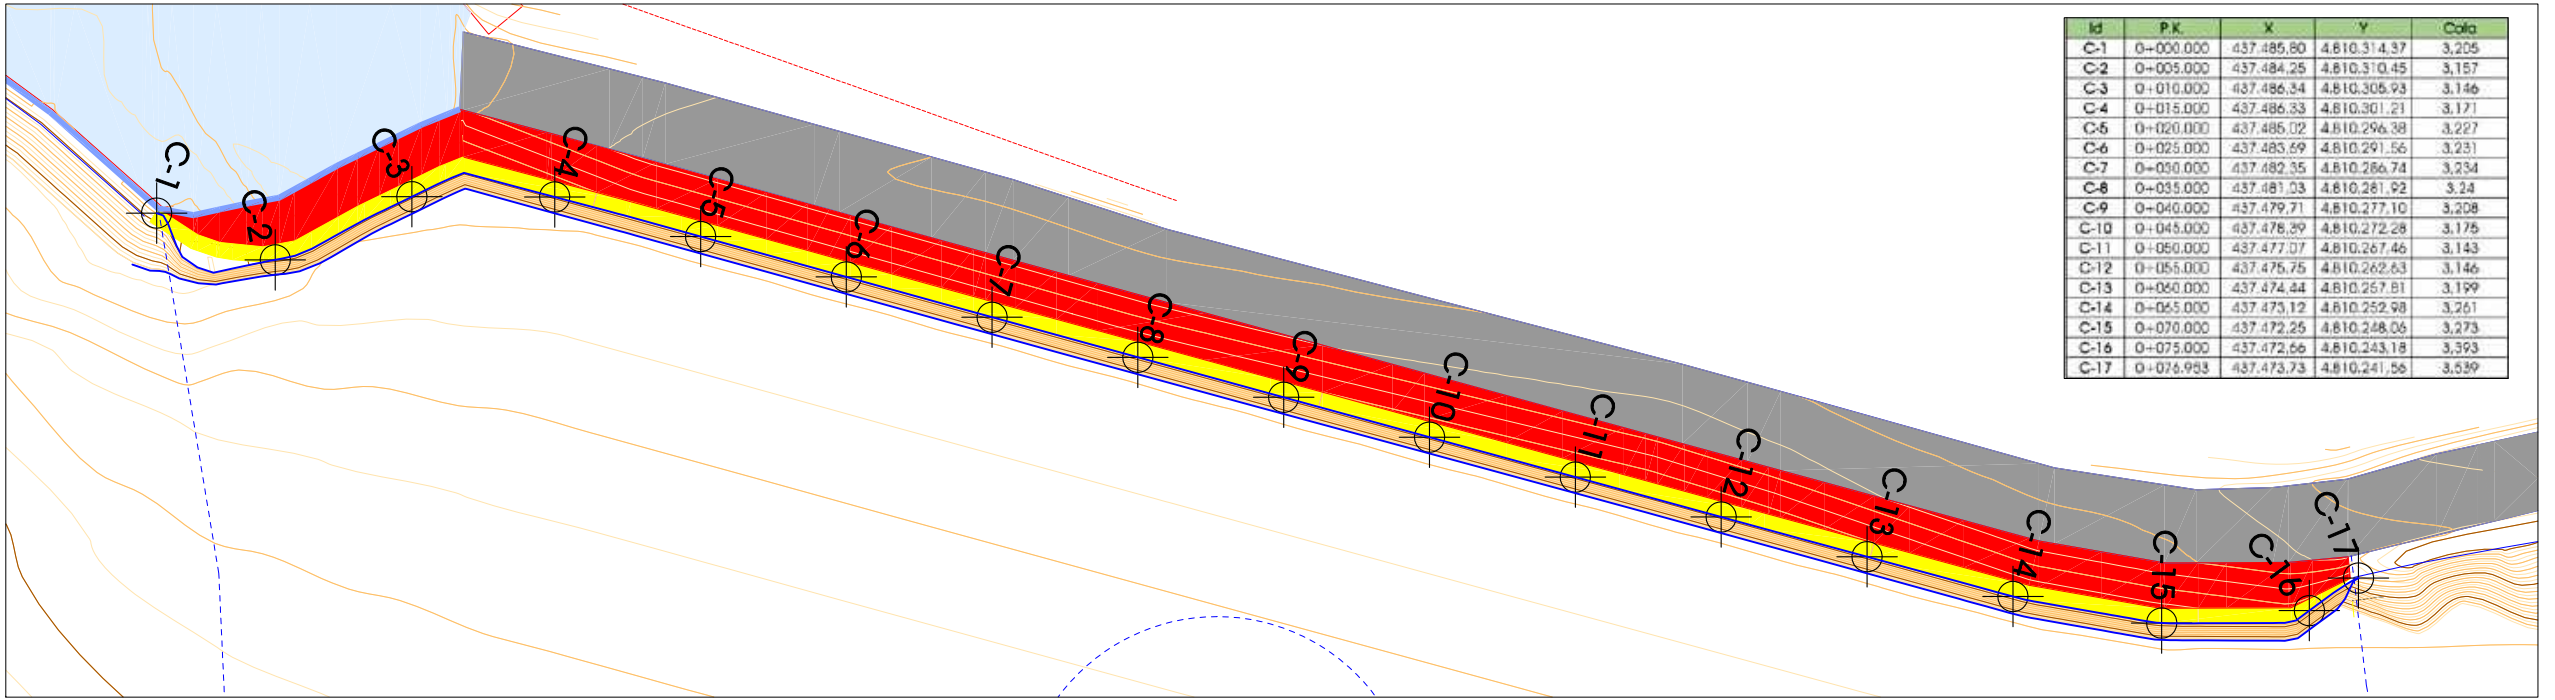 Id P.K. X Y Cota
C-1 0+000.000 437.485,80 4.810.314,37 3,205
C-2 0+005.000 437.484,25 4.810.310,45 3,157
C-3 0+010.000 437.486,34 4.810.305,93 3,146
C-4 0+015.000 437.486,33 4.810.301,21 3,171
C-5 0+020.000 437.485,02 4.810.296,38 3,227
C-6 0+025.000 437.483,69 4.810.291,56 3,231
C-7 0+030.000 437.482,35 4.810.286,74 3,234
C-8 0+035.000 437.481,03 4.810.281,92 3,24
C-9 0+040.000 437.479,71 4.810.277,10 3,208
C-10 0+045.000 437.478,39 4.810.272,28 3,175
C-11 0+050.000 437.477,07 4.810.267,46 3,143
C-12 0+055.000 437.475,75 4.810.262,63 3,146
C-13 0+060.000 437.474,44 4.810.257,81 3,199
C-14 0+065.000 437.473,12 4.810.252,98 3,261
C-15 0+070.000 437.472,25 4.810.248,06 3,273
C-16 0+075.000 437.472,66 4.810.243,18 3,393
C-17 0+076.953 437.473,73 4.810.241,56 3,539
C-1
C-2
C-3
C-4
C-5
C-6
C-7
C-8
C-9
C-10
C-11
C-12
C-13
C-14
C-15
C-16
C-17